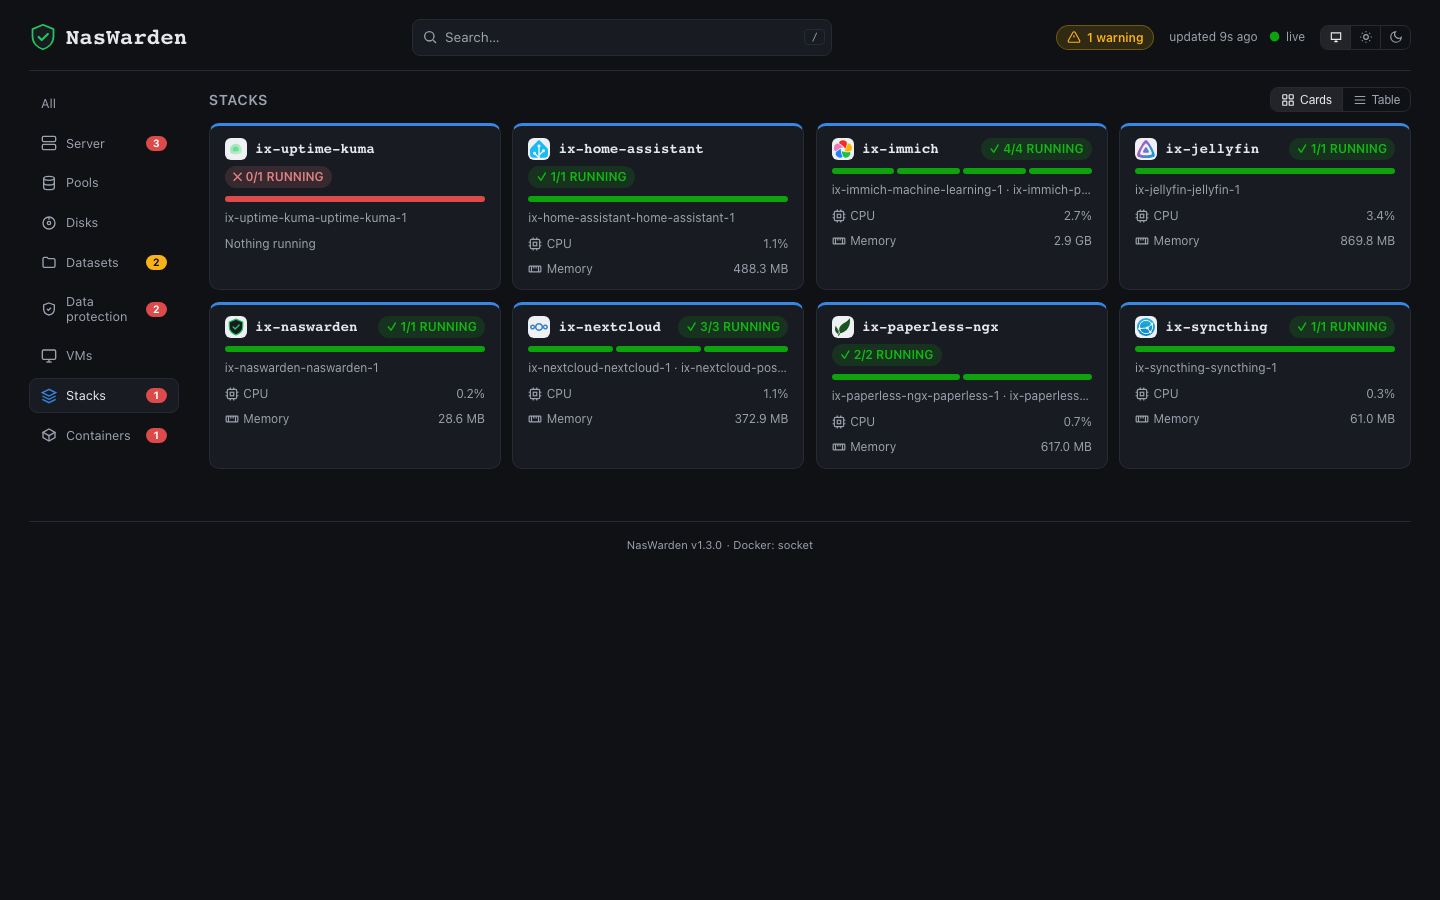 NasWarden
Search...
/
1 warning
updated 9s ago
live
All
Server 3
Pools
Disks
Datasets 2
Data protection 2
VMs
Stacks 1
Containers 1
STACKS
Cards
Table
ix-uptime-kuma
0/1 RUNNING
ix-uptime-kuma-uptime-kuma-1
Nothing running
ix-home-assistant
1/1 RUNNING
ix-home-assistant-home-assistant-1
CPU 1.1%
Memory 488.3 MB
ix-immich
4/4 RUNNING
ix-immich-machine-learning-1 · ix-immich-p...
CPU 2.7%
Memory 2.9 GB
ix-jellyfin
1/1 RUNNING
ix-jellyfin-jellyfin-1
CPU 3.4%
Memory 869.8 MB
ix-naswarden
1/1 RUNNING
ix-naswarden-naswarden-1
CPU 0.2%
Memory 28.6 MB
ix-nextcloud
3/3 RUNNING
ix-nextcloud-nextcloud-1 · ix-nextcloud-pos...
CPU 1.1%
Memory 372.9 MB
ix-paperless-ngx
2/2 RUNNING
ix-paperless-ngx-paperless-1 · ix-paperless...
CPU 0.7%
Memory 617.0 MB
ix-syncthing
1/1 RUNNING
ix-syncthing-syncthing-1
CPU 0.3%
Memory 61.0 MB
NasWarden v1.3.0 · Docker: socket